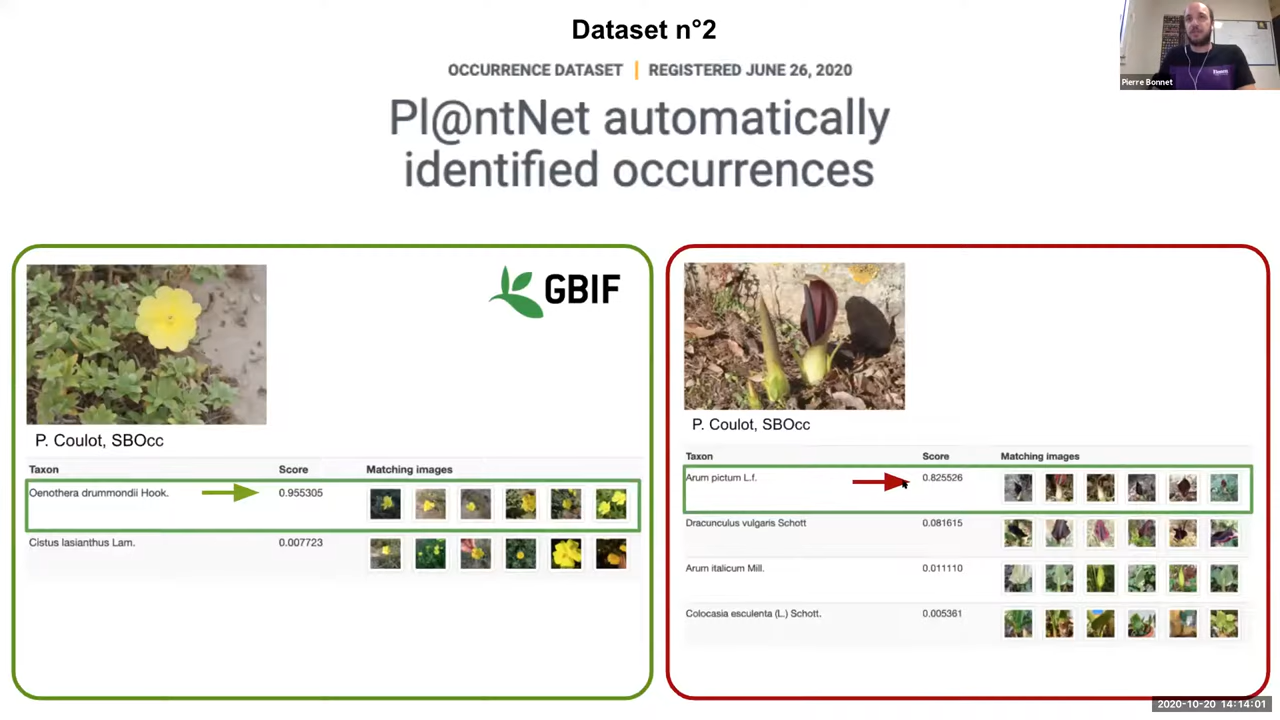 Dataset n°2
OCCURRENCE DATASET | REGISTERED JUNE 26, 2020
Pl@ntNet automatically
identified occurrences
Pierre Bonnet
GBIF
P. Coulot, SBOcc
Taxon Score Matching images
Oenothera drummondii Hook. 0.955305
Cistus lasianthus Lam. 0.007723
P. Coulot, SBOcc
Taxon Score Matching images
Arum pictum L.f. 0.825526
Dracunculus vulgaris Schott 0.081615
Arum italicum Mill. 0.011110
Colocasia esculenta (L.) Schott. 0.005361
2020-10-20 14:14:01